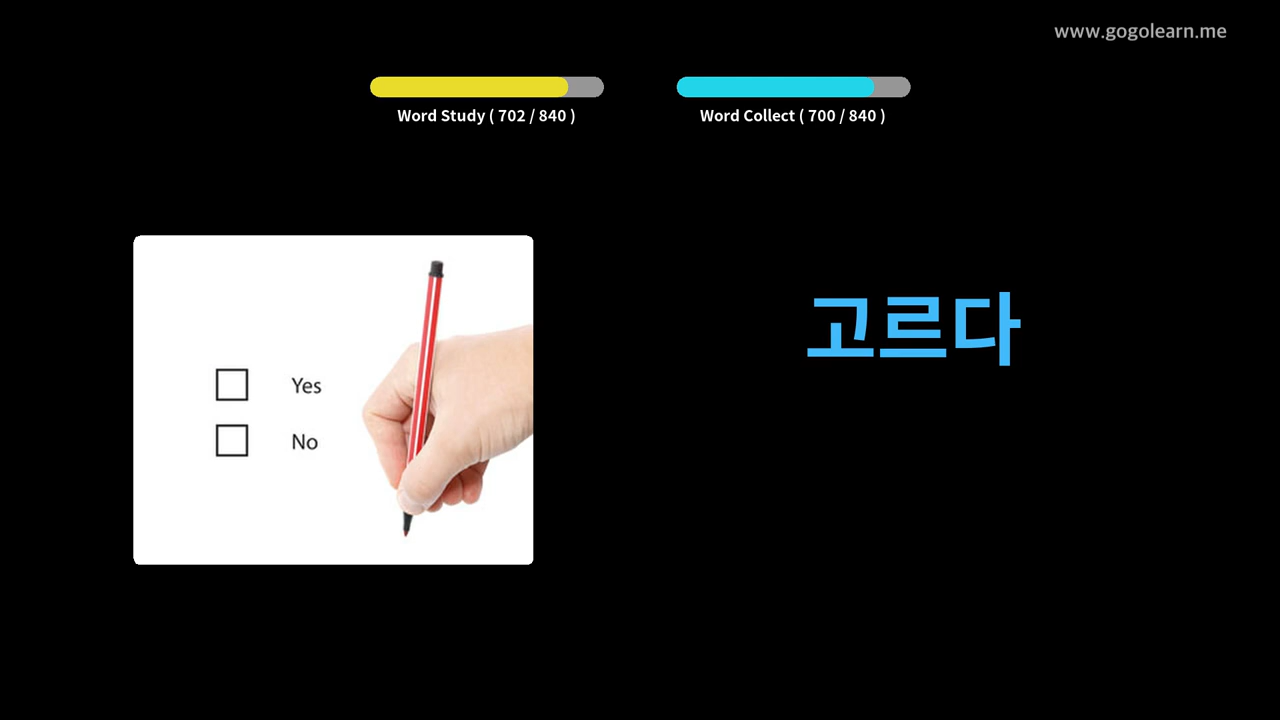 www.gogolearn.me
Word Study ( 702 / 840 )
Word Collect ( 700 / 840 )
Yes
No
고르다